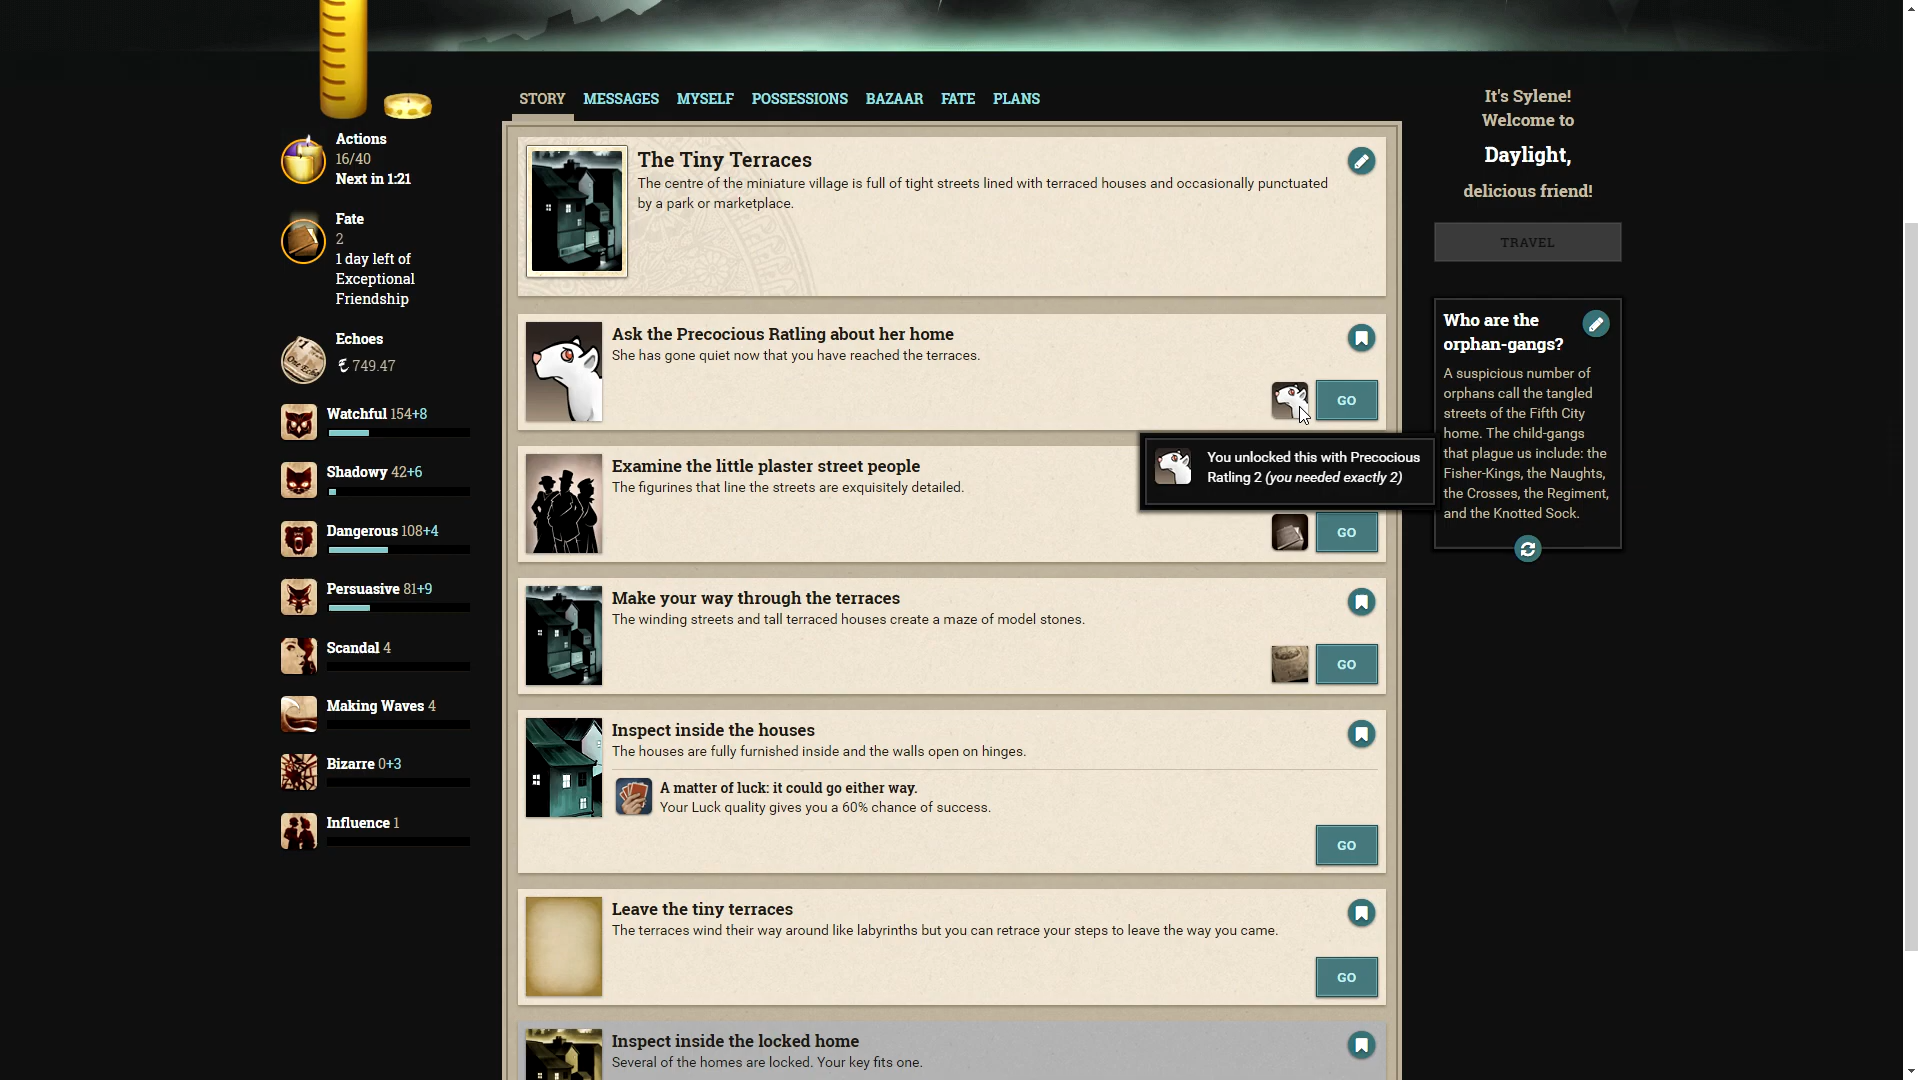 STORY MESSAGES MYSELF POSSESSIONS BAZAAR FATE PLANS
Actions
16/40
Next in 1:21
Fate
2
1 day left of
Exceptional
Friendship
Echoes
749.47
Watchful 154+8
Shadowy 42+6
Dangerous 108+4
Persuasive 81+9
Scandal 4
Making Waves 4
Bizarre 0+3
Influence 1
The Tiny Terraces
The centre of the miniature village is full of tight streets lined with terraced houses and occasionally punctuated
by a park or marketplace.
Ask the Precocious Ratling about her home
She has gone quiet now that you have reached the terraces.
GO
You unlocked this with Precocious
Ratling 2 (you needed exactly 2)
Examine the little plaster street people
The figurines that line the streets are exquisitely detailed.
GO
Make your way through the terraces
The winding streets and tall terraced houses create a maze of model stones.
GO
Inspect inside the houses
The houses are fully furnished inside and the walls open on hinges.
A matter of luck: it could go either way.
Your Luck quality gives you a 60% chance of success.
GO
Leave the tiny terraces
The terraces wind their way around like labyrinths but you can retrace your steps to leave the way you came.
GO
Inspect inside the locked home
Several of the homes are locked. Your key fits one.
It's Sylene!
Welcome to
Daylight,
delicious friend!
TRAVEL
Who are the
orphan-gangs?
A suspicious number of
orphans call the tangled
streets of the Fifth City
home. The child-gangs
that plague us include: the
Fisher-Kings, the Naughts,
the Crosses, the Regiment,
and the Knotted Sock.